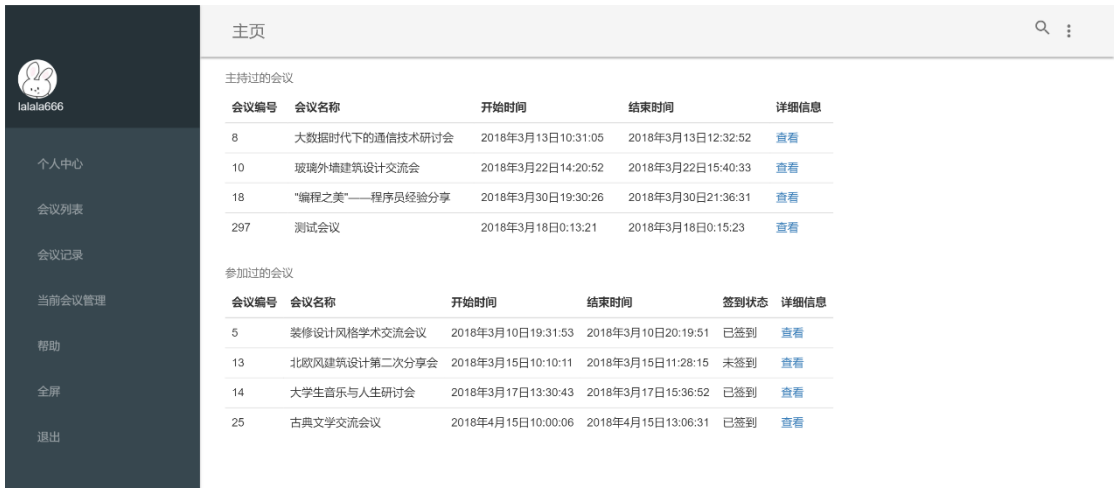 主页
lalala666
个人中心
会议列表
会议记录
当前会议管理
帮助
全屏
退出
主持过的会议
会议编号 会议名称 开始时间 结束时间 详细信息
8 大数据时代下的通信技术研讨会 2018年3月13日10:31:05 2018年3月13日12:32:52 查看
10 玻璃外墙建筑设计交流会 2018年3月22日14:20:52 2018年3月22日15:40:33 查看
18 "编程之美"——程序员经验分享 2018年3月30日19:30:26 2018年3月30日21:36:31 查看
297 测试会议 2018年3月18日0:13:21 2018年3月18日0:15:23 查看
参加过的会议
会议编号 会议名称 开始时间 结束时间 签到状态 详细信息
5 装修设计风格学术交流会议 2018年3月10日19:31:53 2018年3月10日20:19:51 已签到 查看
13 北欧风建筑设计第二次分享会 2018年3月15日10:10:11 2018年3月15日11:28:15 未签到 查看
14 大学生音乐与人生研讨会 2018年3月17日13:30:43 2018年3月17日15:36:52 已签到 查看
25 古典文学交流会议 2018年4月15日10:00:06 2018年4月15日13:06:31 已签到 查看